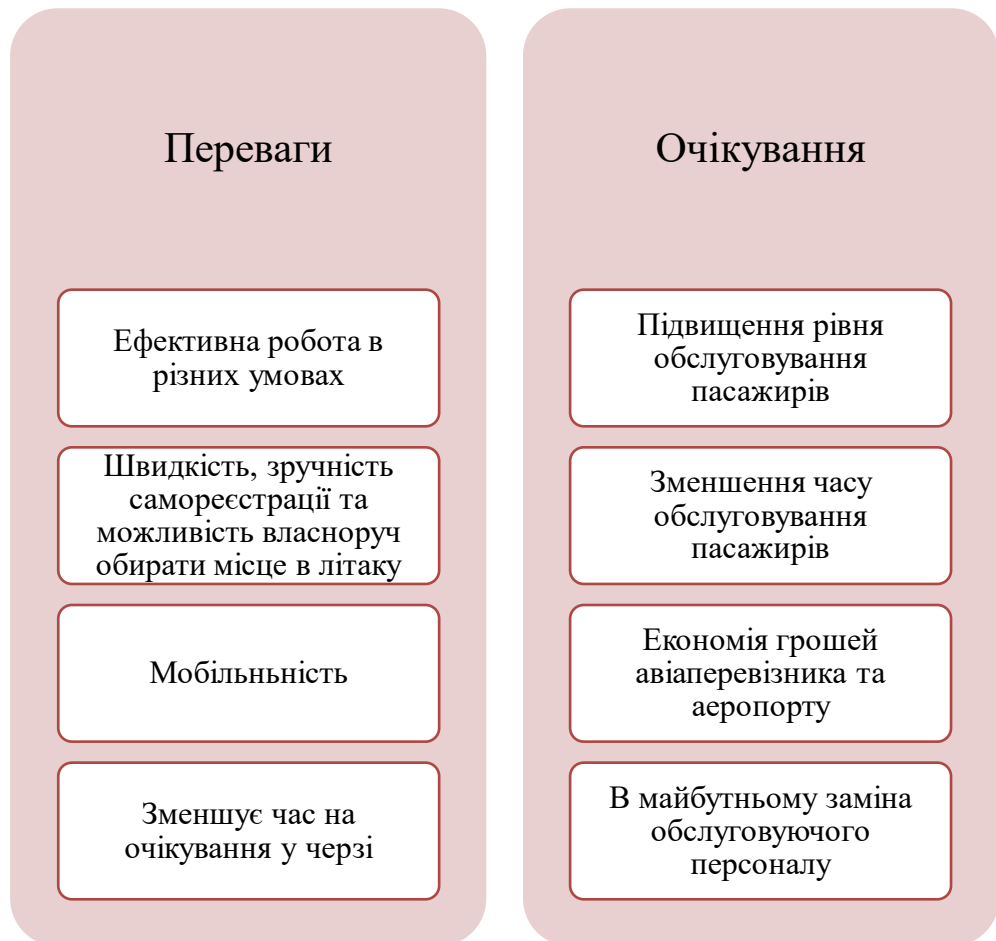 Переваги
Ефективна робота в
різних умовах
Швидкість, зручність
самореєстрації та
можливість власноруч
обирати місце в літаку
Мобільньність
Зменшує час на
очікування у черзі
Очікування
Підвищення рівня
обслуговування
пасажирів
Зменшення часу
обслуговування
пасажирів
Економія грошей
авіаперевізника та
аеропорту
В майбутньому заміна
обслуговуючого
персоналу